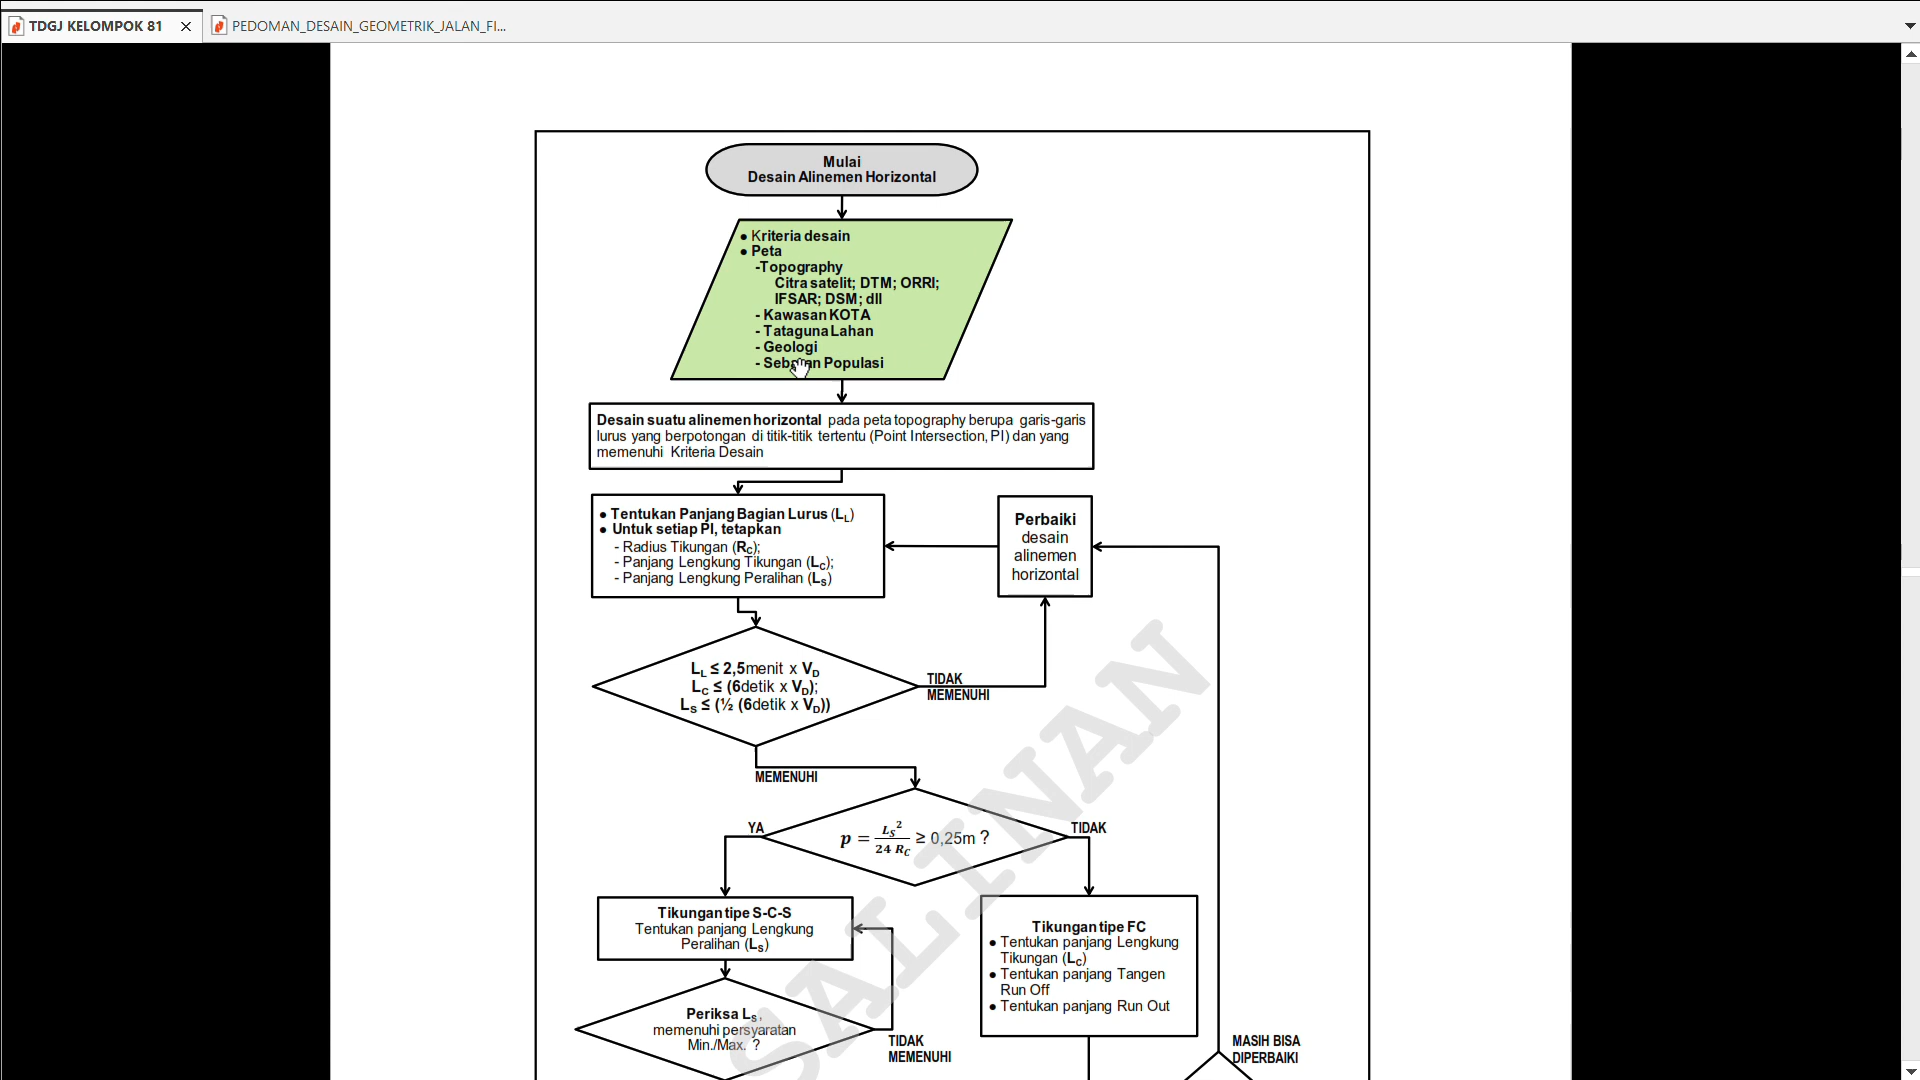 TDGJ KELOMPOK 81
PEDOMAN_DESAIN_GEOMETRIK_JALAN_FI...
Mulai
Desain Alinemen Horizontal
● Kriteria desain
● Peta
-Topography
Citra satelit; DTM; ORRI;
IFSAR; DSM; dll
- Kawasan KOTA
- Tataguna Lahan
- Geologi
- Sebaran Populasi
Desain suatu alinemen horizontal pada peta topography berupa garis-garis
lurus yang berpotongan di titik-titik tertentu (Point Intersection, PI) dan yang
memenuhi Kriteria Desain
● Tentukan Panjang Bagian Lurus (LL)
● Untuk setiap PI, tetapkan
- Radius Tikungan (RC);
- Panjang Lengkung Tikungan (LC);
- Panjang Lengkung Peralihan (LS)
Perbaiki
desain
alinemen
horizontal
LL ≤ 2,5menit x VD
LC ≤ (6detik x VD);
LS ≤ (½ (6detik x VD))
TIDAK
MEMENUHI
MEMENUHI
YA
p = LS² / 24 RC ≥ 0,25m ?
TIDAK
Tikungan tipe S-C-S
Tentukan panjang Lengkung
Peralihan (LS)
Tikungan tipe FC
● Tentukan panjang Lengkung
Tikungan (LC)
● Tentukan panjang Tangen
Run Off
● Tentukan panjang Run Out
Periksa LS,
memenuhi persyaratan
Min./Max. ?
TIDAK
MEMENUHI
MASIH BISA
DIPERBAIKI
SALINAN